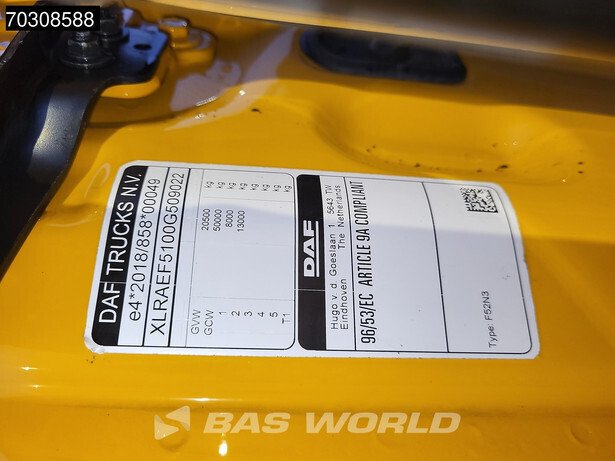 70308588
DAF TRUCKS N.V.
e4*2018/858*00049
XLRAEF5100G509022
GVW 20500 kg
GCW 50000 kg
1 8000 kg
2 13000 kg
3 kg
4 kg
5 kg
T1 kg
DAF
Hugo v. d. Goeslaan 1 5643 TW
Eindhoven The Netherlands
96/53/EC ARTICLE 9A COMPLIANT
Type: F52N3
BAS WORLD